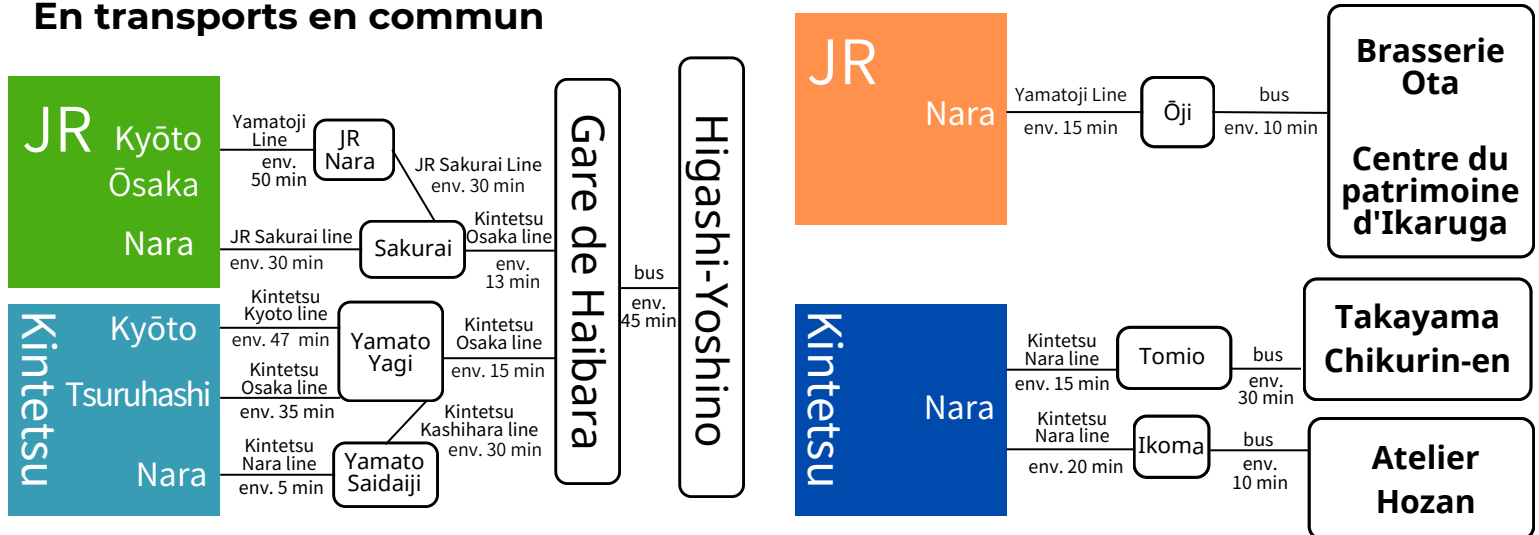 En transports en commun
JR
Kyōto
Ōsaka
Nara
Yamatoji
Line
env.
50 min
JR
Nara
JR Sakurai Line
env. 30 min
JR Sakurai line
env. 30 min
Sakurai
Kintetsu
Osaka line
env.
13 min
Kintetsu
Kyōto
Tsuruhashi
Nara
Kintetsu
Kyoto line
env. 47 min
Kintetsu
Osaka line
env. 35 min
Yamato
Yagi
Kintetsu
Osaka line
env. 15 min
Kintetsu
Nara line
env. 5 min
Yamato
Saidaiji
Kintetsu
Kashihara line
env. 30 min
Gare de Haibara
bus
env.
45 min
Higashi-Yoshino
JR
Nara
Yamatoji Line
env. 15 min
Ōji
bus
env. 10 min
Brasserie
Ota
Centre du
patrimoine
d'Ikaruga
Kintetsu
Nara
Kintetsu
Nara line
env. 15 min
Tomio
bus
env.
30 min
Takayama
Chikurin-en
Kintetsu
Nara line
env. 20 min
Ikoma
bus
env.
10 min
Atelier
Hozan